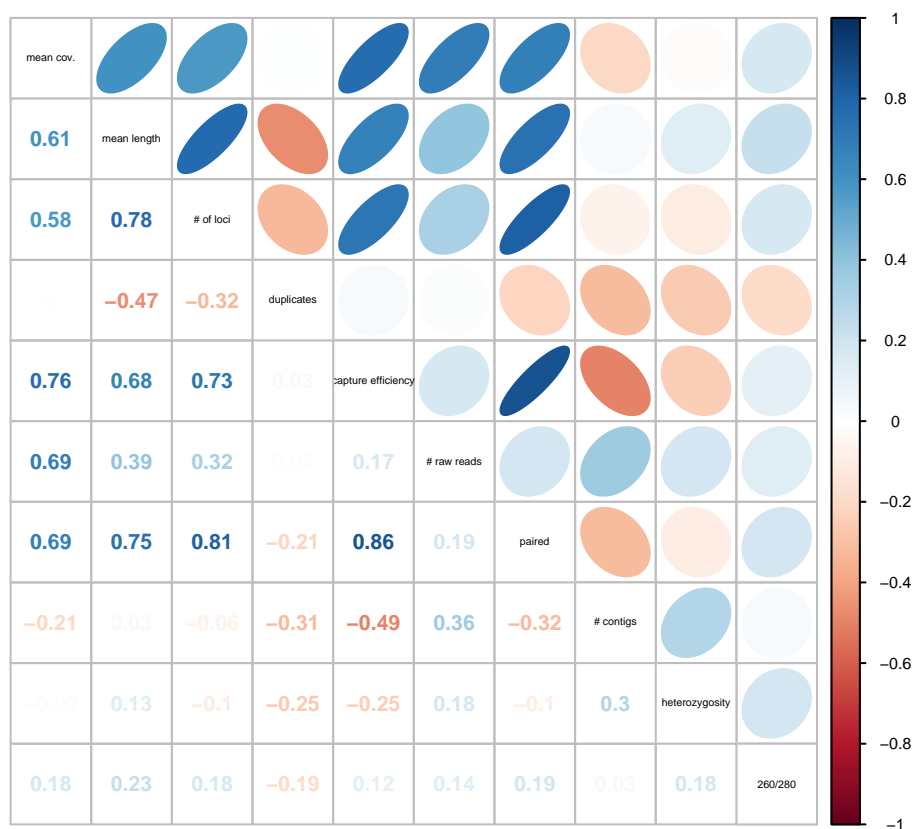 mean cov.
0.61 mean length
0.58 0.78 # of loci
−0.47 −0.32 duplicates
0.76 0.68 0.73 0.03 capture efficiency
0.69 0.39 0.32 0.02 0.17 # raw reads
0.69 0.75 0.81 −0.21 0.86 0.19 paired
−0.21 0.03 −0.06 −0.31 −0.49 0.36 −0.32 # contigs
−0.02 0.13 −0.1 −0.25 −0.25 0.18 −0.1 0.3 heterozygosity
0.18 0.23 0.18 −0.19 0.12 0.14 0.19 0.03 0.18 260/280
1
0.8
0.6
0.4
0.2
0
−0.2
−0.4
−0.6
−0.8
−1